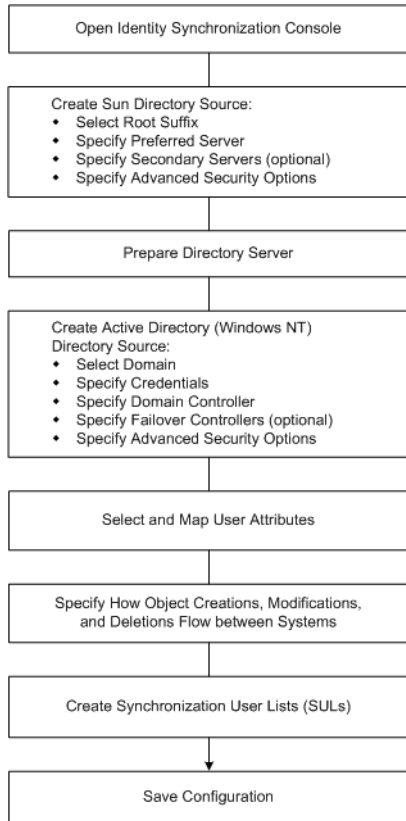 Open Identity Synchronization Console
Create Sun Directory Source:
◆ Select Root Suffix
◆ Specify Preferred Server
◆ Specify Secondary Servers (optional)
◆ Specify Advanced Security Options
Prepare Directory Server
Create Active Directory (Windows NT)
Directory Source:
◆ Select Domain
◆ Specify Credentials
◆ Specify Domain Controller
◆ Specify Failover Controllers (optional)
◆ Specify Advanced Security Options
Select and Map User Attributes
Specify How Object Creations, Modifications,
and Deletions Flow between Systems
Create Synchronization User Lists (SULs)
Save Configuration